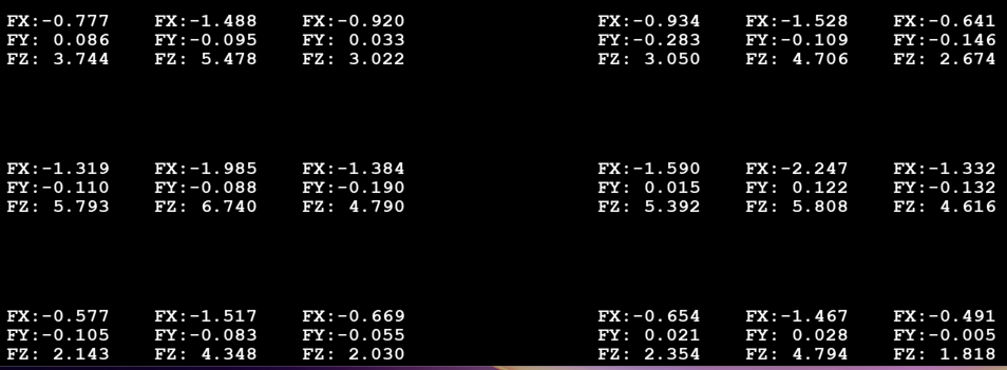 FX:-0.777 FX:-1.488 FX:-0.920 FX:-0.934 FX:-1.528 FX:-0.641
FY: 0.086 FY:-0.095 FY: 0.033 FY:-0.283 FY:-0.109 FY:-0.146
FZ: 3.744 FZ: 5.478 FZ: 3.022 FZ: 3.050 FZ: 4.706 FZ: 2.674
FX:-1.319 FX:-1.985 FX:-1.384 FX:-1.590 FX:-2.247 FX:-1.332
FY:-0.110 FY:-0.088 FY:-0.190 FY: 0.015 FY: 0.122 FY:-0.132
FZ: 5.793 FZ: 6.740 FZ: 4.790 FZ: 5.392 FZ: 5.808 FZ: 4.616
FX:-0.577 FX:-1.517 FX:-0.669 FX:-0.654 FX:-1.467 FX:-0.491
FY:-0.105 FY:-0.083 FY:-0.055 FY: 0.021 FY: 0.028 FY:-0.005
FZ: 2.143 FZ: 4.348 FZ: 2.030 FZ: 2.354 FZ: 4.794 FZ: 1.818